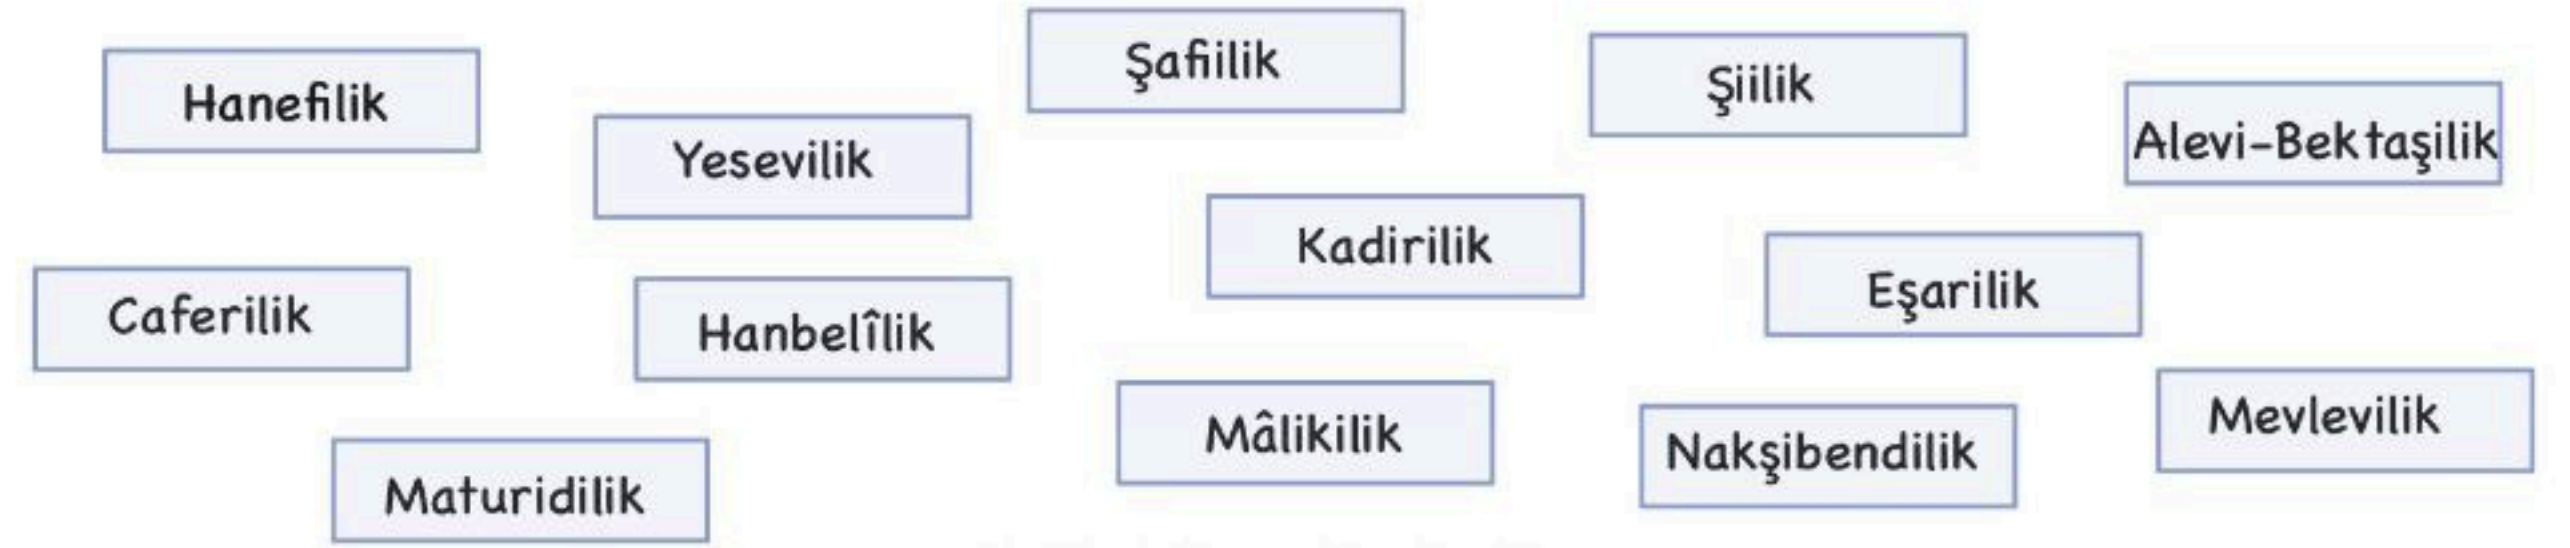 Hanefilik
Yesevilik
Şafiilik
Şiilik
Alevi-Bektaşilik
Caferilik
Hanbelîlik
Kadirilik
Eşarilik
Maturidilik
Mâlikilik
Nakşibendilik
Mevlevilik